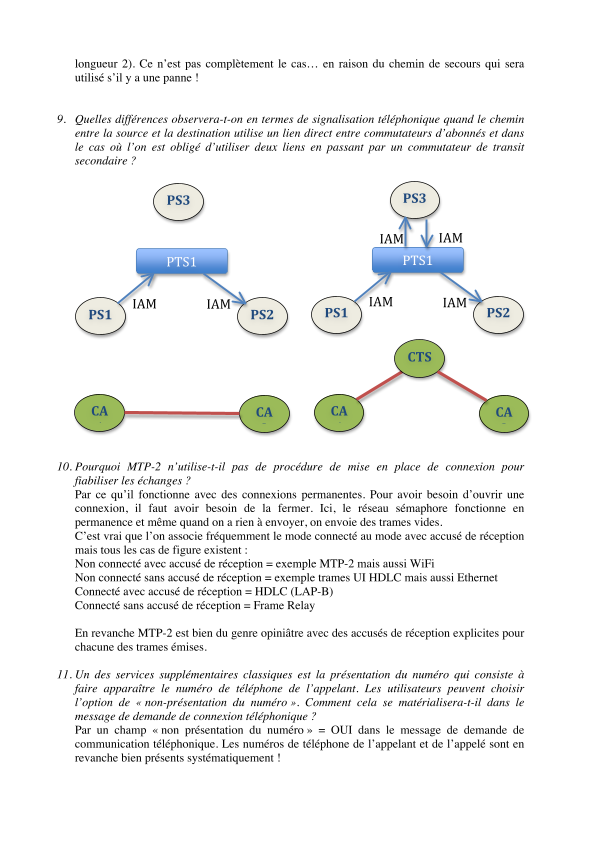 longueur 2). Ce n'est pas complètement le cas… en raison du chemin de secours qui sera
utilisé s'il y a une panne !
9. Quelles différences observera-t-on en termes de signalisation téléphonique quand le chemin
entre la source et la destination utilise un lien direct entre commutateurs d'abonnés et dans
le cas où l'on est obligé d'utiliser deux liens en passant par un commutateur de transit
secondaire ?
PS3
PTS1
PS1
IAM
IAM
PS2
CA
CA
PS3
IAM
IAM
PTS1
PS1
IAM
IAM
PS2
CTS
CA
CA
10. Pourquoi MTP-2 n'utilise-t-il pas de procédure de mise en place de connexion pour
fiabiliser les échanges ?
Par ce qu'il fonctionne avec des connexions permanentes. Pour avoir besoin d'ouvrir une
connexion, il faut avoir besoin de la fermer. Ici, le réseau sémaphore fonctionne en
permanence et même quand on a rien à envoyer, on envoie des trames vides.
C'est vrai que l'on associe fréquemment le mode connecté au mode avec accusé de réception
mais tous les cas de figure existent :
Non connecté avec accusé de réception = exemple MTP-2 mais aussi WiFi
Non connecté sans accusé de réception = exemple trames UI HDLC mais aussi Ethernet
Connecté avec accusé de réception = HDLC (LAP-B)
Connecté sans accusé de réception = Frame Relay
En revanche MTP-2 est bien du genre opiniâtre avec des accusés de réception explicites pour
chacune des trames émises.
11. Un des services supplémentaires classiques est la présentation du numéro qui consiste à
faire apparaître le numéro de téléphone de l'appelant. Les utilisateurs peuvent choisir
l'option de « non-présentation du numéro ». Comment cela se matérialisera-t-il dans le
message de demande de connexion téléphonique ?
Par un champ « non présentation du numéro » = OUI dans le message de demande de
communication téléphonique. Les numéros de téléphone de l'appelant et de l'appelé sont en
revanche bien présents systématiquement !